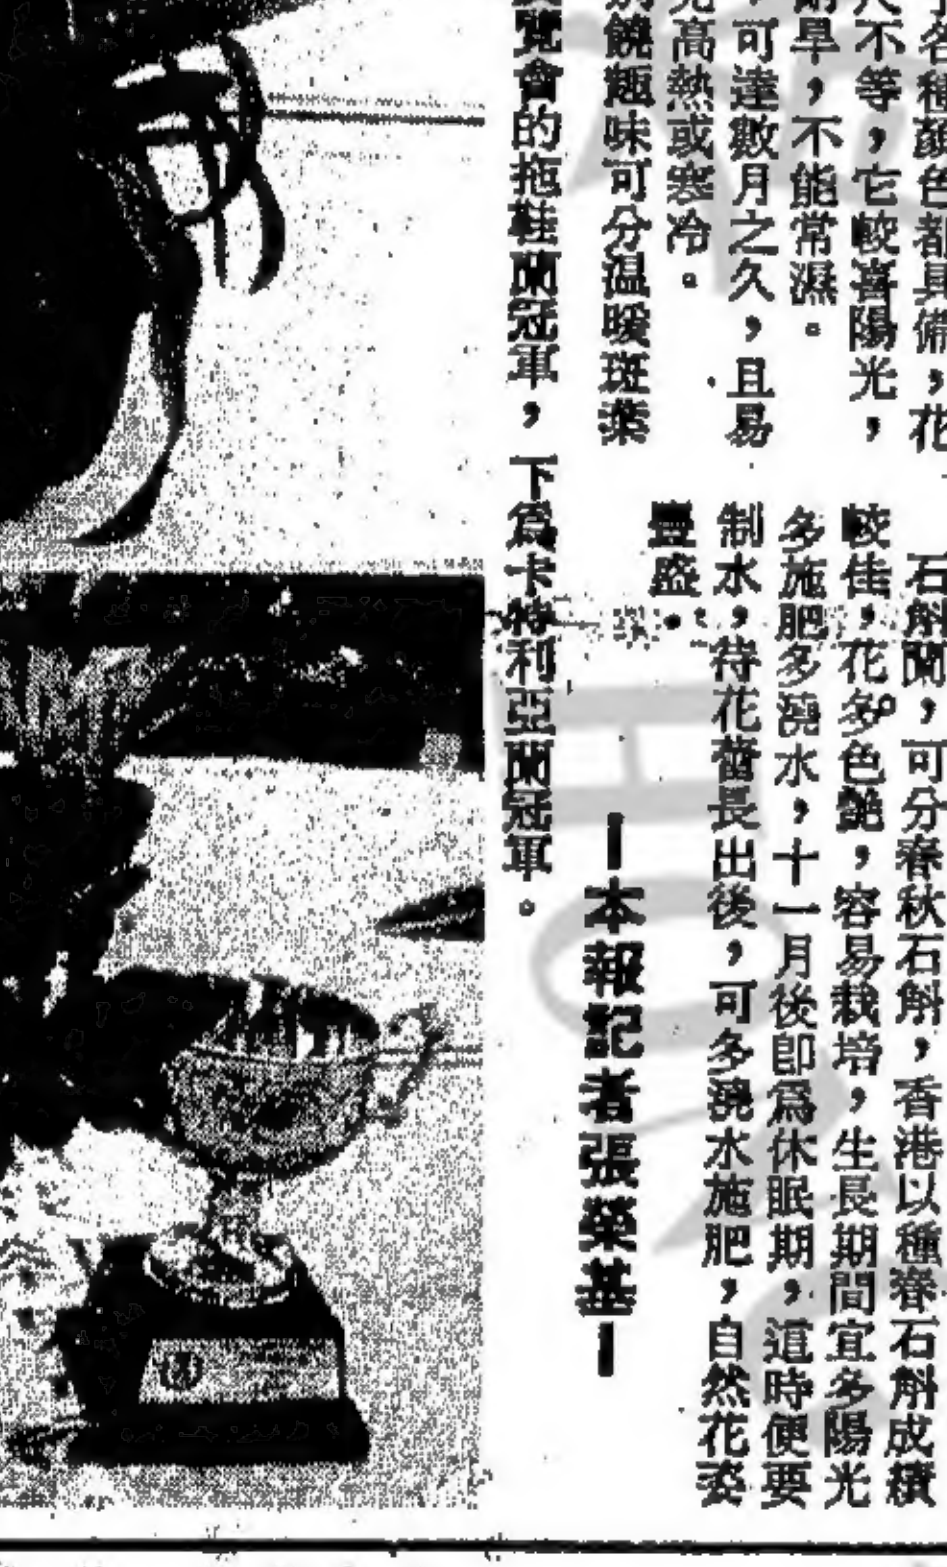 各種顏色都具備，花
不等，它較喜陽光，
旱，不能常濕。
可達數月之久，且易
高熱或寒冷。
饒趣味可分温暖斑葉
石斛蘭，可分春秋石斛，香港以種春石斛成積
較佳，花多色艷，容易栽培，生長期間宜多陽光
多施肥多澆水，十一月後卽爲休眠期，這時便要
制水，待花蕾長出後，可多澆水施肥，自然花姿
豐盛。
—本報記者張榮基—
覽會的拖鞋蘭冠軍，下爲卡特利亞蘭冠軍。